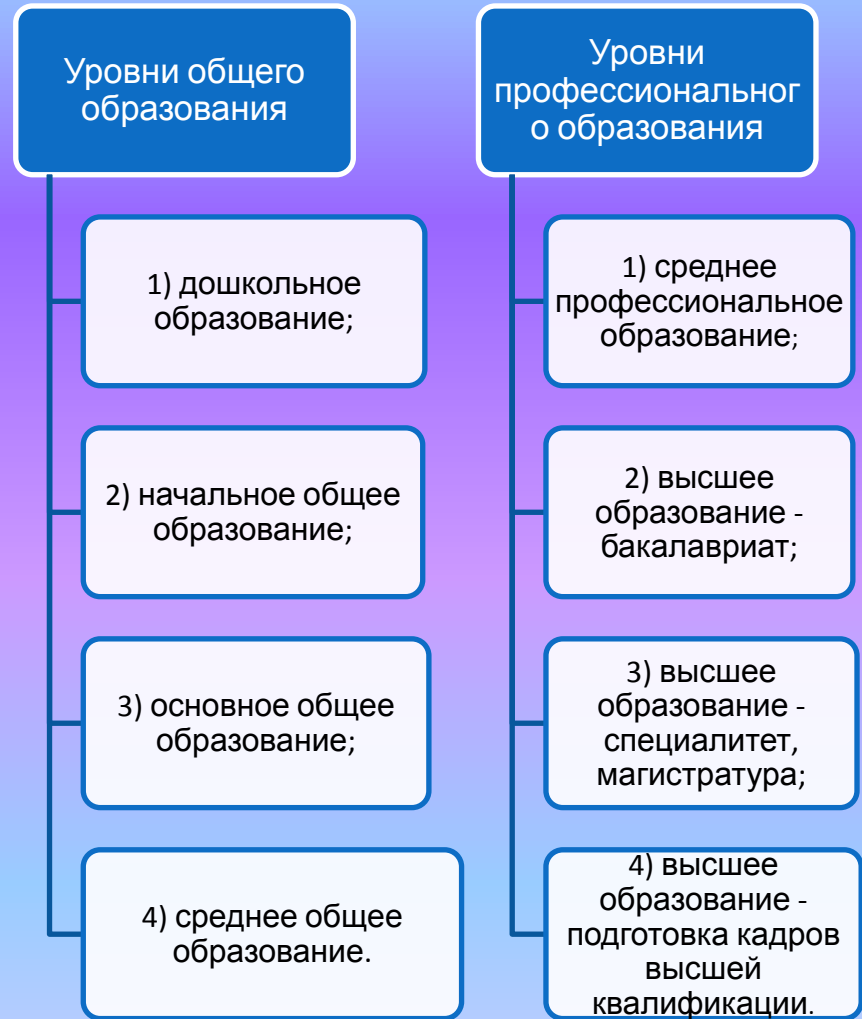 Уровни общего
образования
1) дошкольное
образование;
2) начальное общее
образование;
3) основное общее
образование;
4) среднее общее
образование.
Уровни
профессиональног
о образования
1) среднее
профессиональное
образование;
2) высшее
образование -
бакалавриат;
3) высшее
образование -
специалитет,
магистратура;
4) высшее
образование -
подготовка кадров
высшей
квалификации.